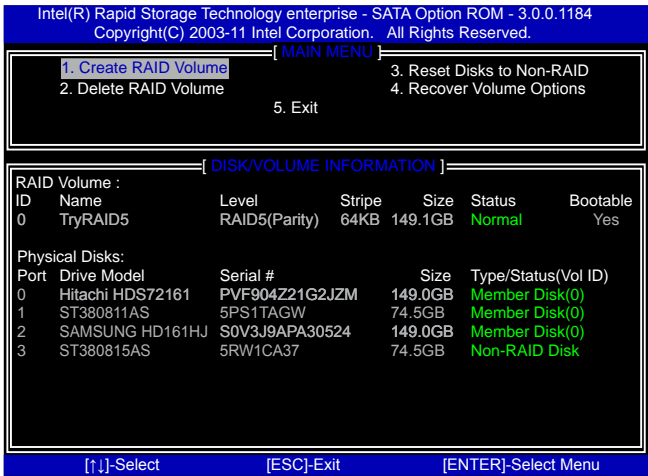 Intel(R) Rapid Storage Technology enterprise - SATA Option ROM - 3.0.0.1184
Copyright(C) 2003-11 Intel Corporation. All Rights Reserved.
[ MAIN MENU ]
1. Create RAID Volume 3. Reset Disks to Non-RAID
2. Delete RAID Volume 4. Recover Volume Options
5. Exit
[ DISK/VOLUME INFORMATION ]
RAID Volume :
ID Name Level Stripe Size Status Bootable
0 TryRAID5 RAID5(Parity) 64KB 149.1GB Normal Yes
Physical Disks:
Port Drive Model Serial # Size Type/Status(Vol ID)
0 Hitachi HDS72161 PVF904Z21G2JZM 149.0GB Member Disk(0)
1 ST380811AS 5PS1TAGW 74.5GB Member Disk(0)
2 SAMSUNG HD161HJ S0V3J9APA30524 149.0GB Member Disk(0)
3 ST380815AS 5RW1CA37 74.5GB Non-RAID Disk
[↑↓]-Select [ESC]-Exit [ENTER]-Select Menu